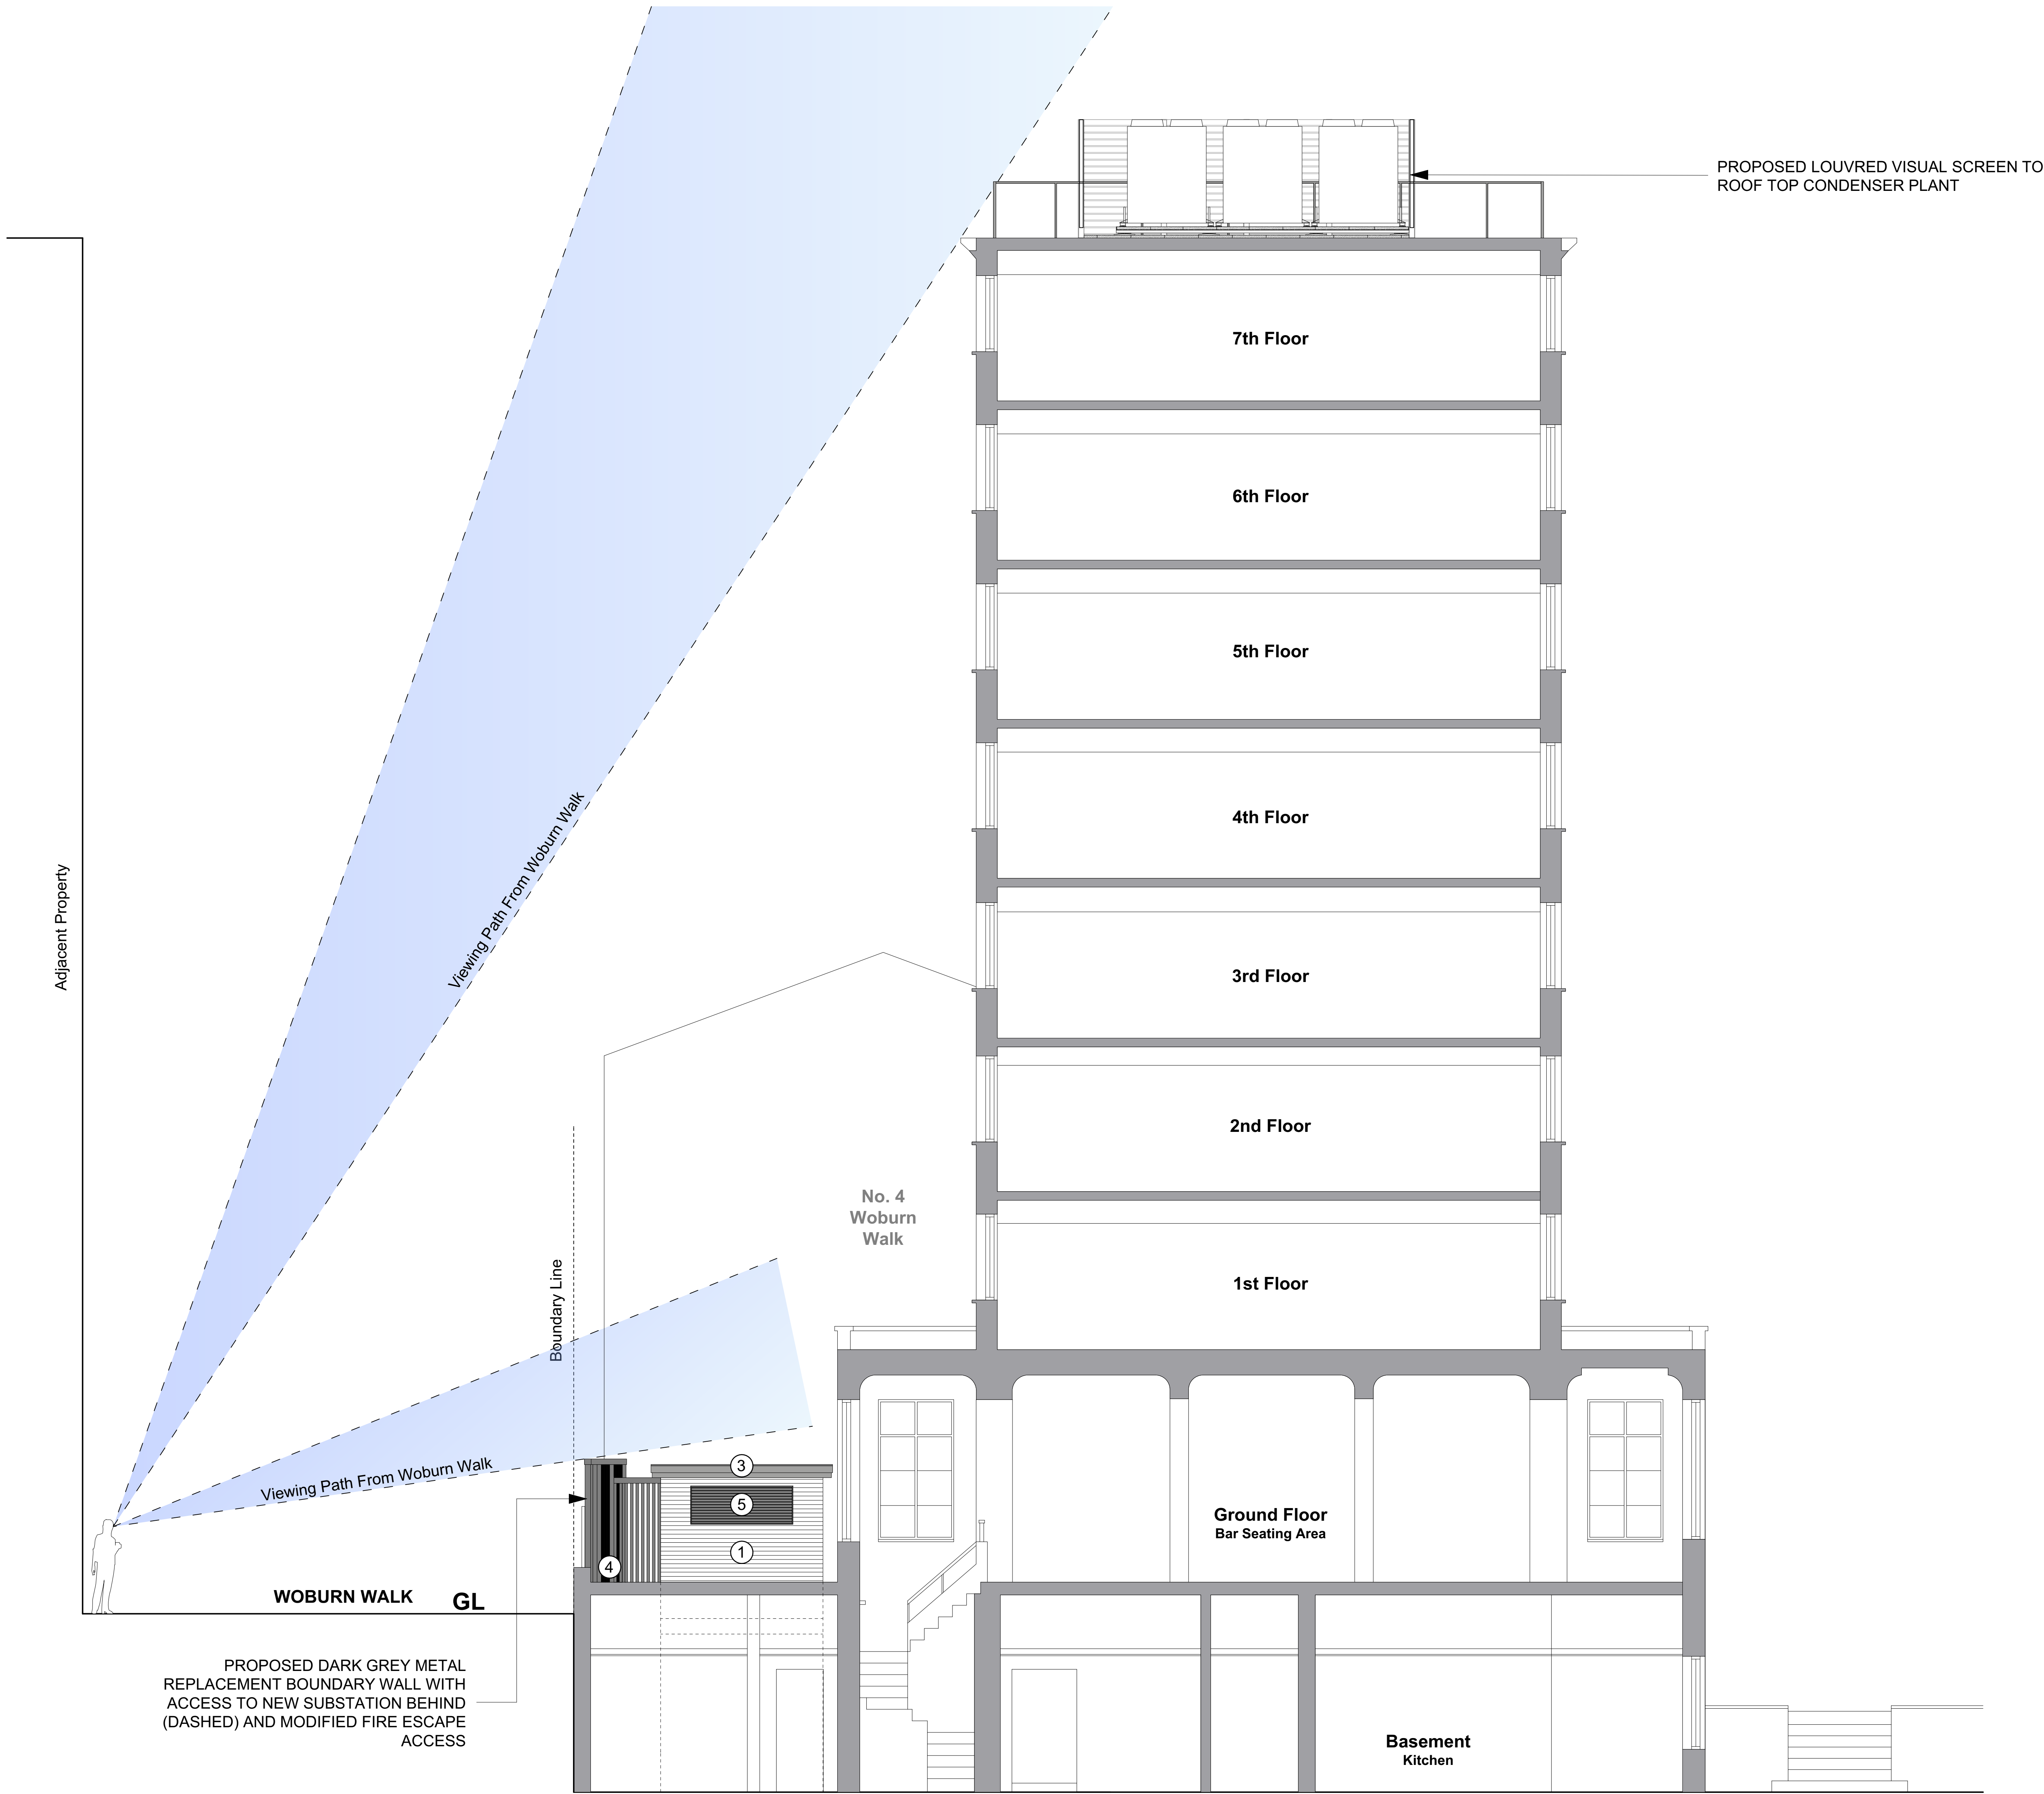 PROPOSED LOUVRED VISUAL SCREEN TO
ROOF TOP CONDENSER PLANT
7th Floor
6th Floor
5th Floor
4th Floor
3rd Floor
2nd Floor
1st Floor
Adjacent Property
Viewing Path From Woburn Walk
No. 4
Woburn
Walk
Boundary Line
Viewing Path From Woburn Walk
3
5
1
4
Ground Floor
Bar Seating Area
WOBURN WALK
GL
PROPOSED DARK GREY METAL
REPLACEMENT BOUNDARY WALL WITH
ACCESS TO NEW SUBSTATION BEHIND
(DASHED) AND MODIFIED FIRE ESCAPE
ACCESS
Basement
Kitchen